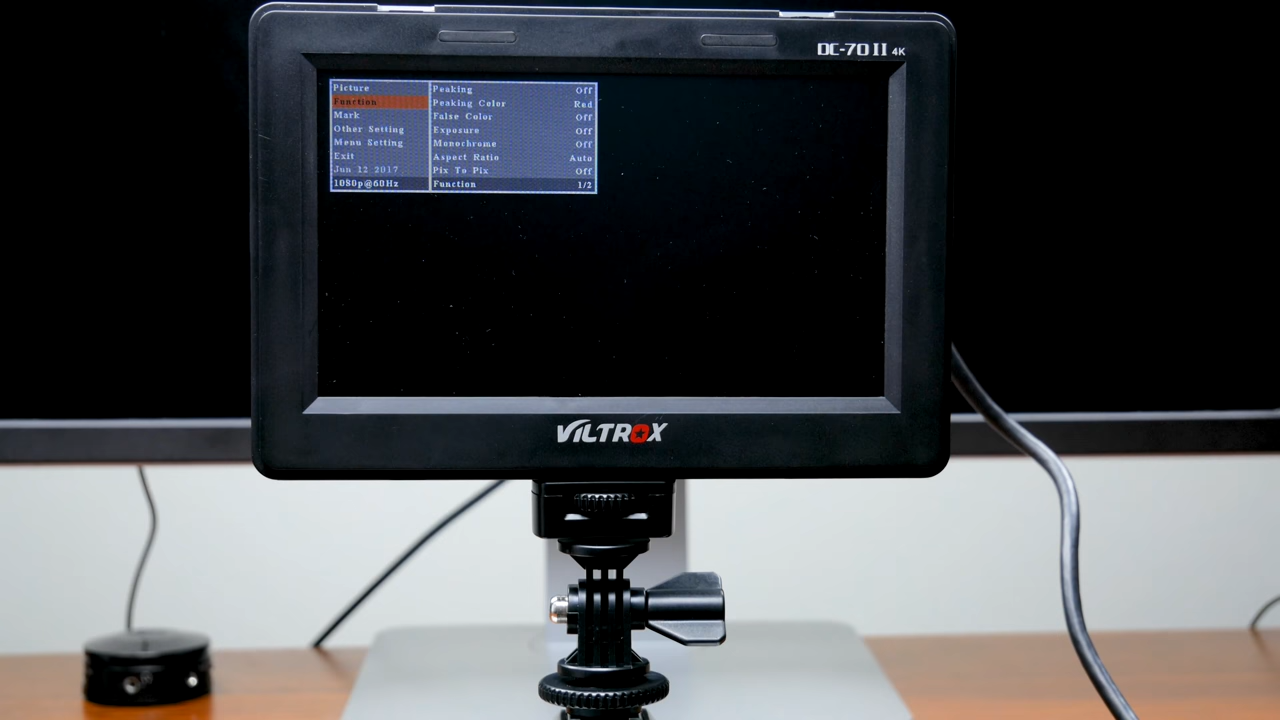 DC-70 II 4K
Picture
Function
Mark
Other Setting
Menu Setting
Exit
Jun 12 2017
1080p@60Hz
Peaking Off
Peaking Color Red
False Color Off
Exposure Off
Monochrome Off
Aspect Ratio Auto
Pix To Pix Off
Function 1/2
VILTROX